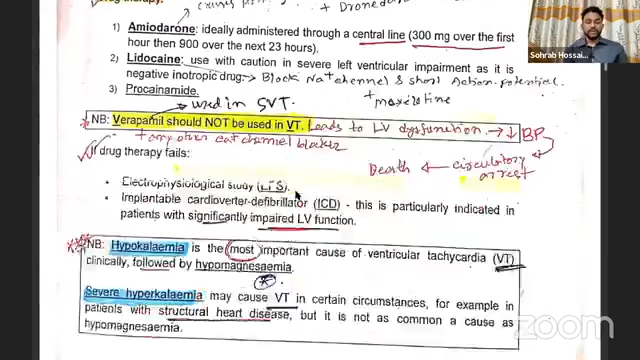 drug therapy:
+ Droneda
1) Amiodarone: ideally administered through a central line (300 mg over the first
hour then 900 over the next 23 hours).
2) Lidocaine: use with caution in severe left ventricular impairment as it is
negative inotropic drug → Block Na+ channel & short Action potential.
3) Procainamide.
+ mexiletine
used in SVT.
NB: Verapamil should NOT be used in VT. Leads to LV dysfunction → ↓ BP
+ any other ca+ channel blocker
If drug therapy fails:
Death ← circulatory arrest
• Electrophysiological study (EPS).
• Implantable cardioverter-defibrillator (ICD) - this is particularly indicated in
patients with significantly impaired LV function.
NB: Hypokalaemia is the most important cause of ventricular tachycardia (VT)
clinically, followed by hypomagnesaemia.
Severe hyperkalaemia may cause VT in certain circumstances, for example in
patients with structural heart disease, but it is not as common a cause as
hypomagnesaemia.
Sohrab Hossai...
zoom